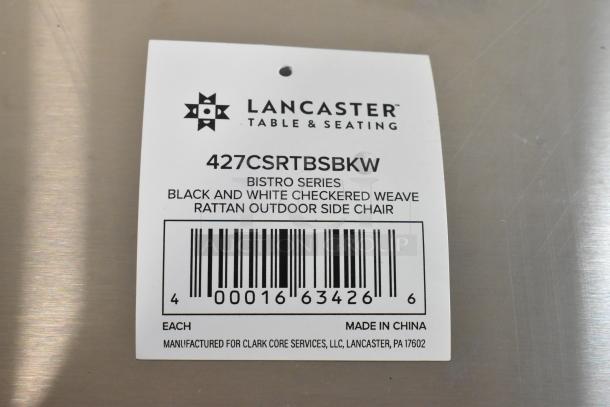 LANCASTER™
TABLE & SEATING
427CSRTBSBKW
BISTRO SERIES
BLACK AND WHITE CHECKERED WEAVE
RATTAN OUTDOOR SIDE CHAIR
4 00016 63426 6
EACH MADE IN CHINA
MANUFACTURED FOR CLARK CORE SERVICES, LLC, LANCASTER, PA 17602